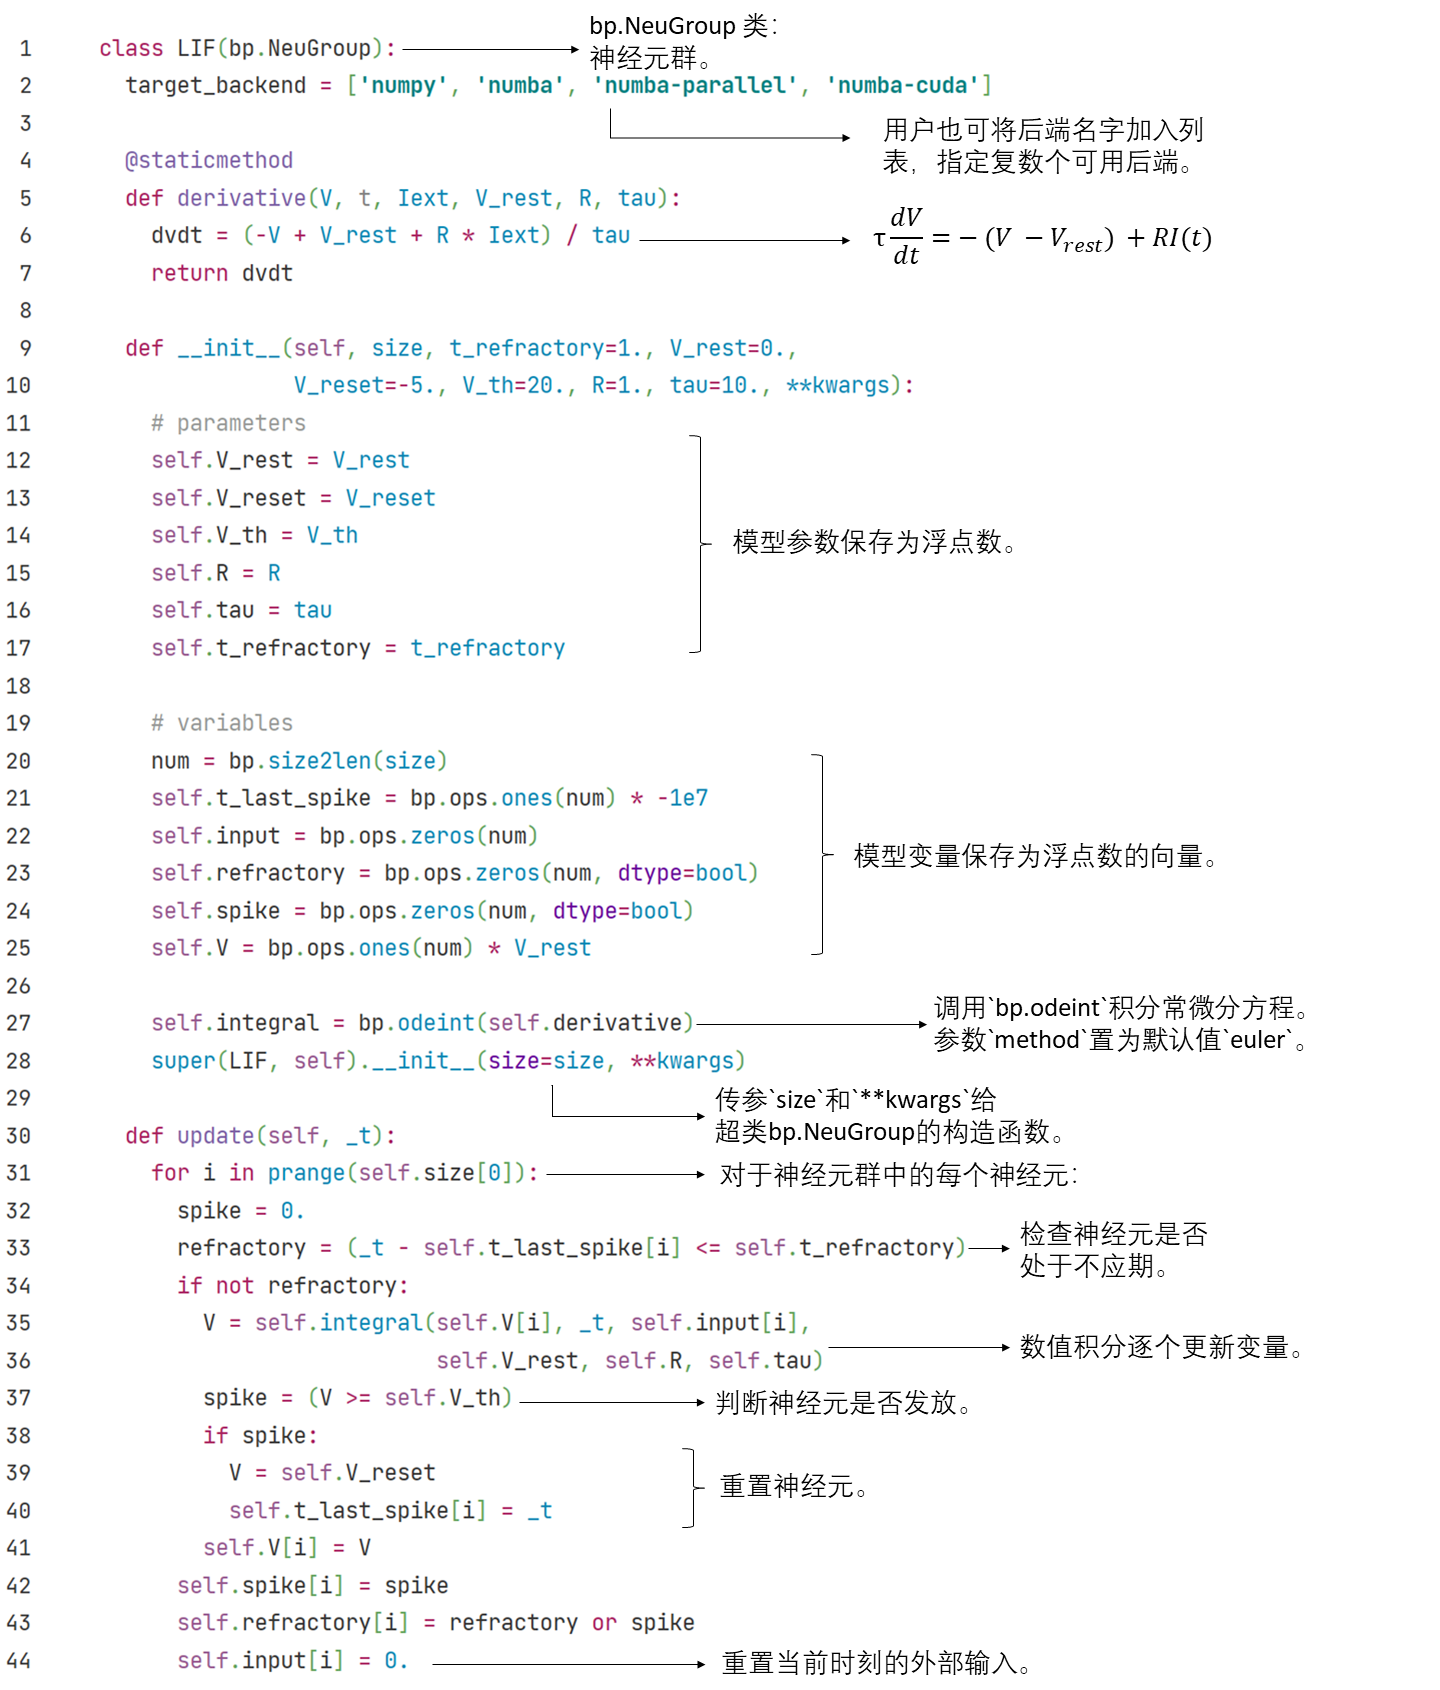 bp.NeuGroup 类：
神经元群。
1 class LIF(bp.NeuGroup):
2 target_backend = ['numpy', 'numba', 'numba-parallel', 'numba-cuda']
3
用户也可将后端名字加入列
表，指定复数个可用后端。
4 @staticmethod
5 def derivative(V, t, Iext, V_rest, R, tau):
6 dvdt = (-V + V_rest + R * Iext) / tau
τ dV/dt = − (V − V_rest) + RI(t)
7 return dvdt
8
9 def __init__(self, size, t_refractory=1., V_rest=0.,
10 V_reset=-5., V_th=20., R=1., tau=10., **kwargs):
11 # parameters
12 self.V_rest = V_rest
13 self.V_reset = V_reset
14 self.V_th = V_th
模型参数保存为浮点数。
15 self.R = R
16 self.tau = tau
17 self.t_refractory = t_refractory
18
19 # variables
20 num = bp.size2len(size)
21 self.t_last_spike = bp.ops.ones(num) * -1e7
22 self.input = bp.ops.zeros(num)
模型变量保存为浮点数的向量。
23 self.refractory = bp.ops.zeros(num, dtype=bool)
24 self.spike = bp.ops.zeros(num, dtype=bool)
25 self.V = bp.ops.ones(num) * V_rest
26
27 self.integral = bp.odeint(self.derivative)
调用`bp.odeint`积分常微分方程。
参数`method`置为默认值`euler`。
28 super(LIF, self).__init__(size=size, **kwargs)
29
传参`size`和`**kwargs`给
超类bp.NeuGroup的构造函数。
30 def update(self, _t):
31 for i in prange(self.size[0]):
对于神经元群中的每个神经元：
32 spike = 0.
33 refractory = (_t - self.t_last_spike[i] <= self.t_refractory)
检查神经元是否
处于不应期。
34 if not refractory:
35 V = self.integral(self.V[i], _t, self.input[i],
36 self.V_rest, self.R, self.tau)
数值积分逐个更新变量。
37 spike = (V >= self.V_th)
判断神经元是否发放。
38 if spike:
39 V = self.V_reset
重置神经元。
40 self.t_last_spike[i] = _t
41 self.V[i] = V
42 self.spike[i] = spike
43 self.refractory[i] = refractory or spike
44 self.input[i] = 0.
重置当前时刻的外部输入。